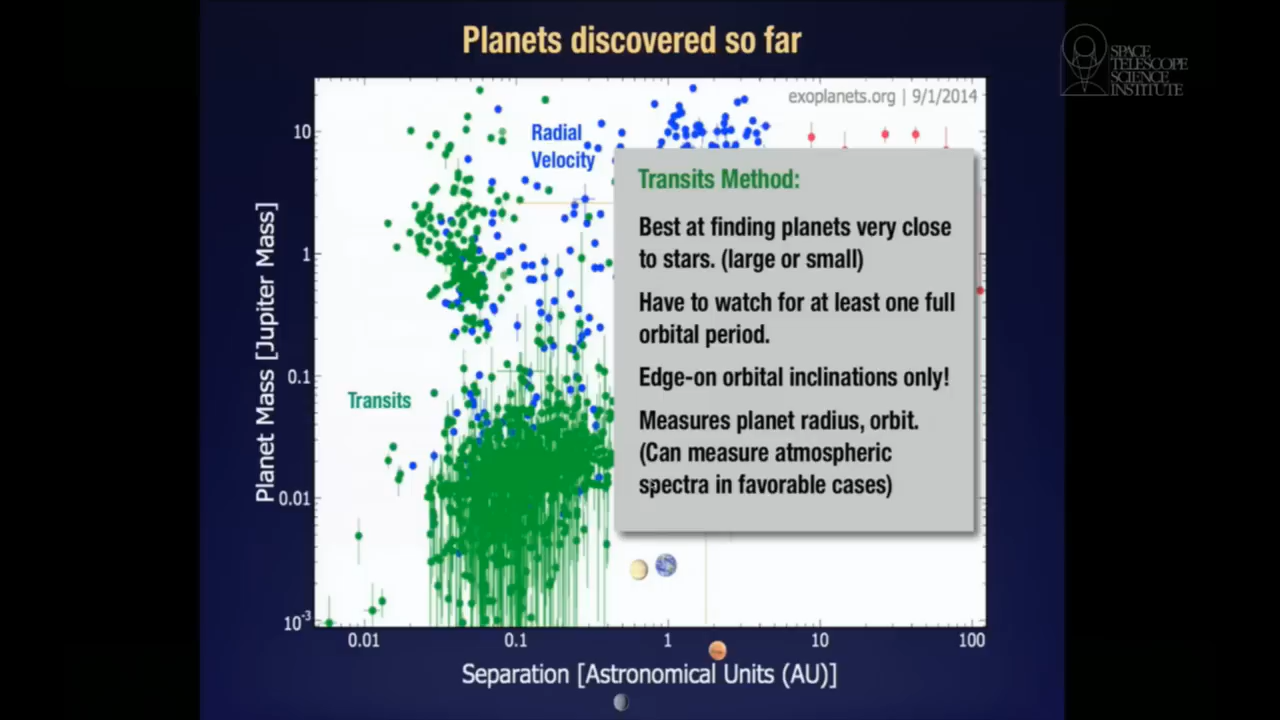 Planets discovered so far
SPACE
TELESCOPE
SCIENCE
INSTITUTE
exoplanets.org | 9/1/2014
10
1
0.1
0.01
10-3
Planet Mass [Jupiter Mass]
Radial
Velocity
Transits
Transits Method:
Best at finding planets very close
to stars. (large or small)
Have to watch for at least one full
orbital period.
Edge-on orbital inclinations only!
Measures planet radius, orbit.
(Can measure atmospheric
spectra in favorable cases)
0.01 0.1 1 10 100
Separation [Astronomical Units (AU)]